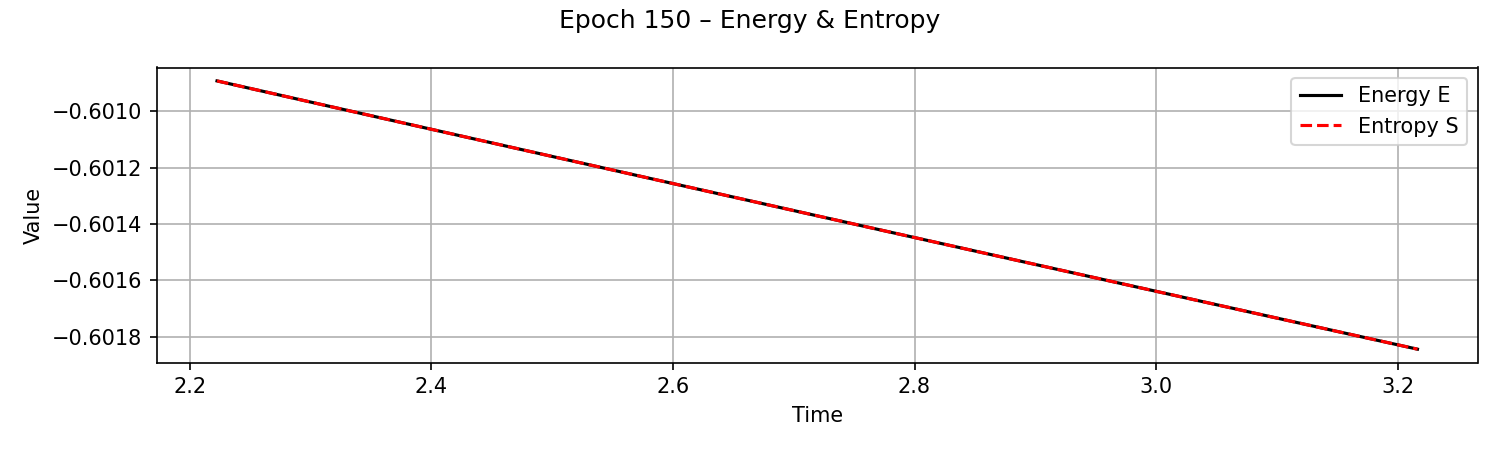 Epoch 150 – Energy & Entropy
Energy E
Entropy S
Value
−0.6010
−0.6012
−0.6014
−0.6016
−0.6018
2.2 2.4 2.6 2.8 3.0 3.2
Time